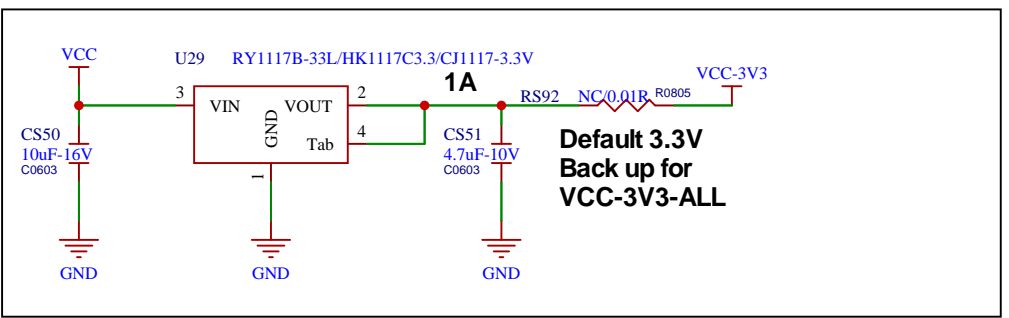 VCC
U29 RY1117B-33L/HK1117C3.3/CJ1117-3.3V
VCC-3V3
1A
3 VIN VOUT 2
RS92 NC/0.01R R0805
GND
Tab 4
CS50
10uF-16V
C0603
CS51
4.7uF-10V
C0603
Default 3.3V
Back up for
VCC-3V3-ALL
1
GND
GND
GND